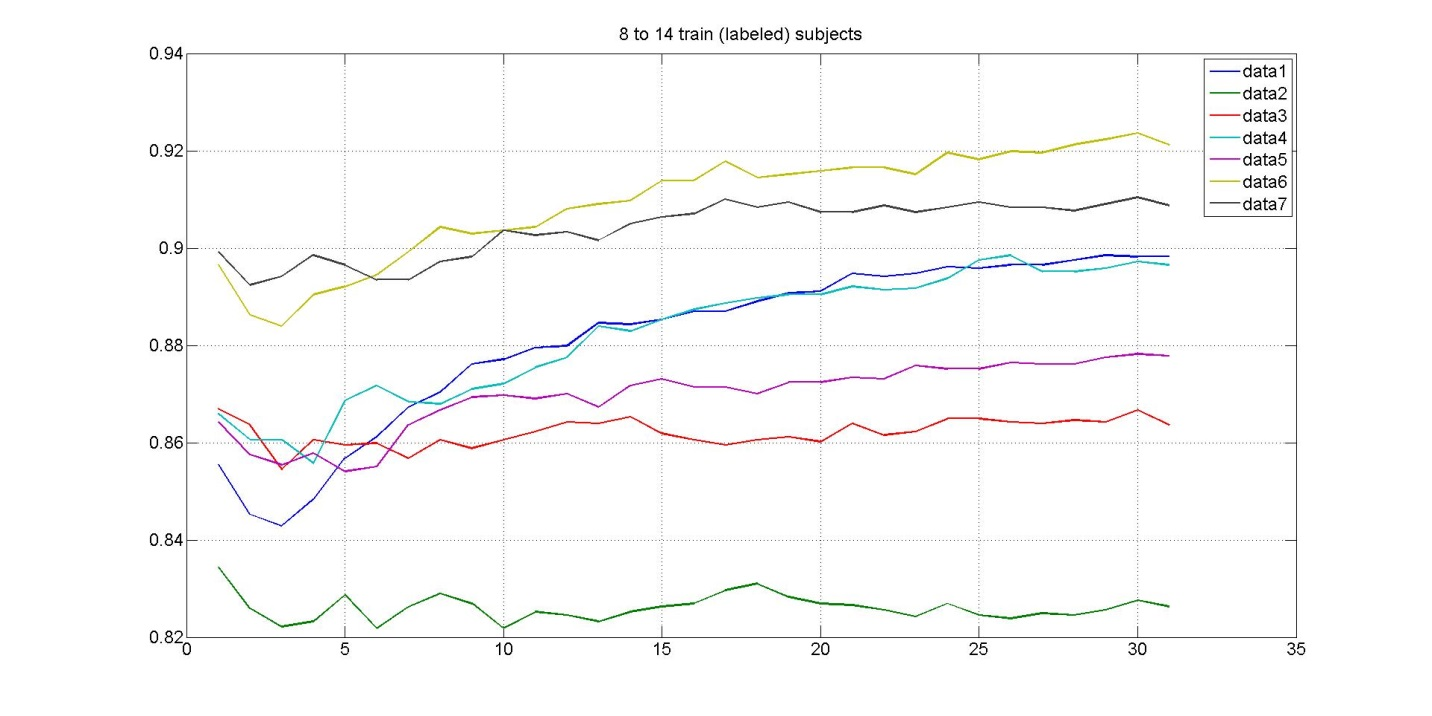 8 to 14 train (labeled) subjects
0.94
data1
data2
data3
data4
data5
data6
data7
0.92
0.9
0.88
0.86
0.84
0.82
0 5 10 15 20 25 30 35